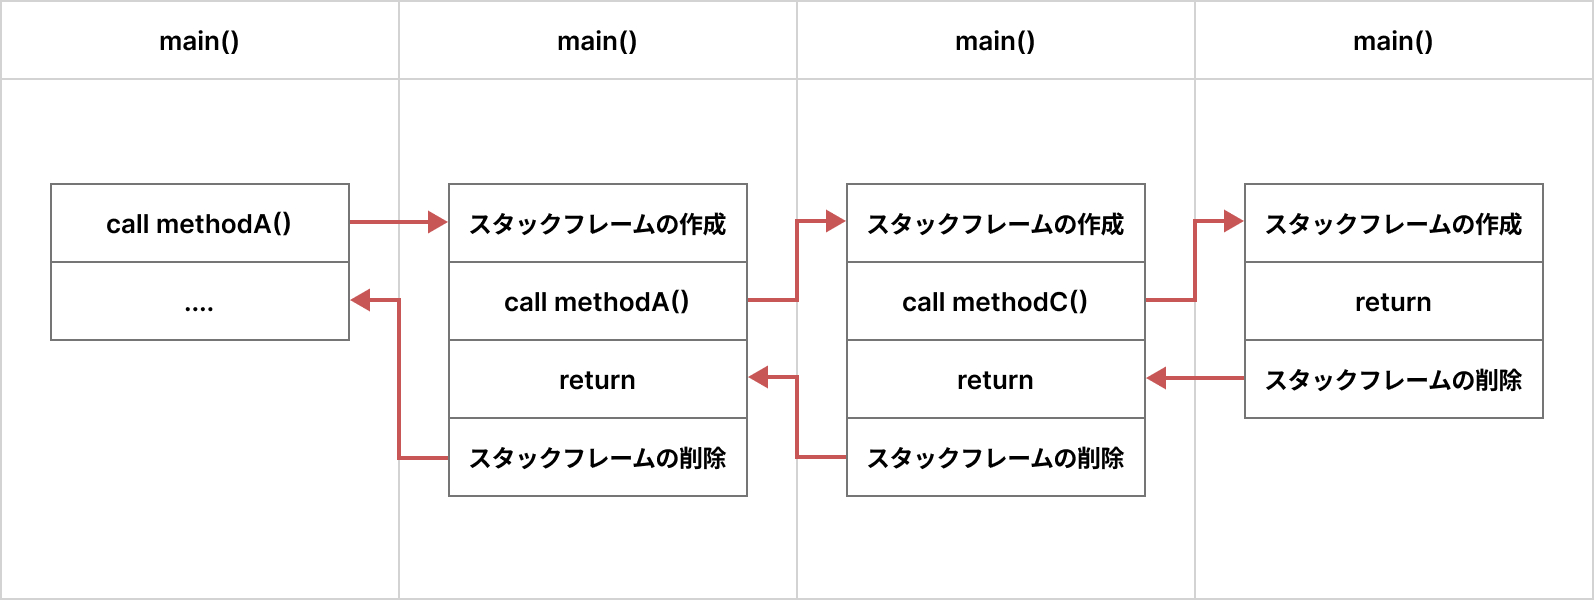 main()
main()
main()
main()
call methodA()
....
スタックフレームの作成
call methodA()
return
スタックフレームの削除
スタックフレームの作成
call methodC()
return
スタックフレームの削除
スタックフレームの作成
return
スタックフレームの削除